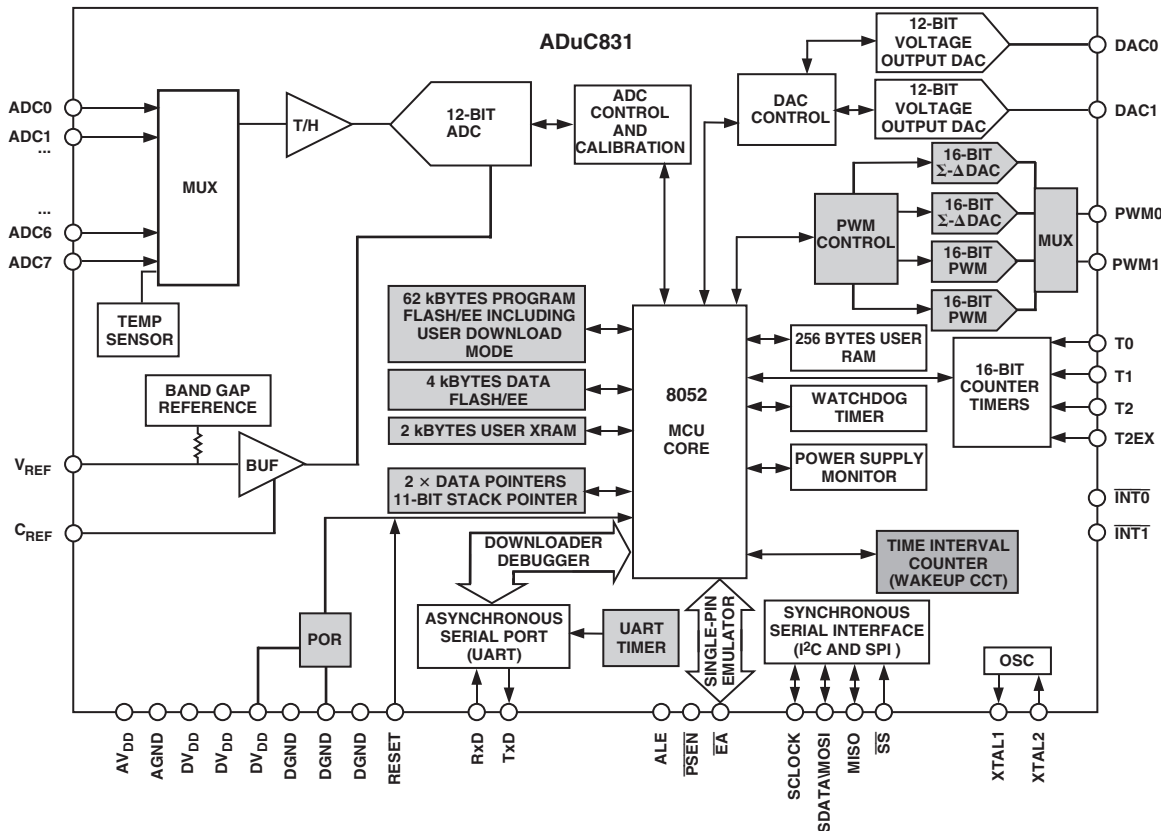 ADuC831
ADC0
ADC1
...
...
ADC6
ADC7
MUX
T/H
12-BIT
ADC
ADC
CONTROL
AND
CALIBRATION
TEMP
SENSOR
DAC
CONTROL
12-BIT
VOLTAGE
OUTPUT DAC
12-BIT
VOLTAGE
OUTPUT DAC
DAC0
DAC1
PWM
CONTROL
16-BIT
Σ-Δ DAC
16-BIT
Σ-Δ DAC
16-BIT
PWM
16-BIT
PWM
MUX
PWM0
PWM1
BAND GAP
REFERENCE
VREF
BUF
CREF
62 kBYTES PROGRAM
FLASH/EE INCLUDING
USER DOWNLOAD
MODE
4 kBYTES DATA
FLASH/EE
2 kBYTES USER XRAM
2 × DATA POINTERS
11-BIT STACK POINTER
8052
MCU
CORE
256 BYTES USER
RAM
WATCHDOG
TIMER
POWER SUPPLY
MONITOR
16-BIT
COUNTER
TIMERS
T0
T1
T2
T2EX
INT0
INT1
TIME INTERVAL
COUNTER
(WAKEUP CCT)
DOWNLOADER
DEBUGGER
POR
ASYNCHRONOUS
SERIAL PORT
(UART)
UART
TIMER
SINGLE-PIN
EMULATOR
SYNCHRONOUS
SERIAL INTERFACE
(I2C AND SPI )
OSC
AVDD
AGND
DVDD
DVDD
DVDD
DGND
DGND
DGND
RESET
RxD
TxD
ALE
PSEN
EA
SCLOCK
SDATA\MOSI
MISO
SS
XTAL1
XTAL2